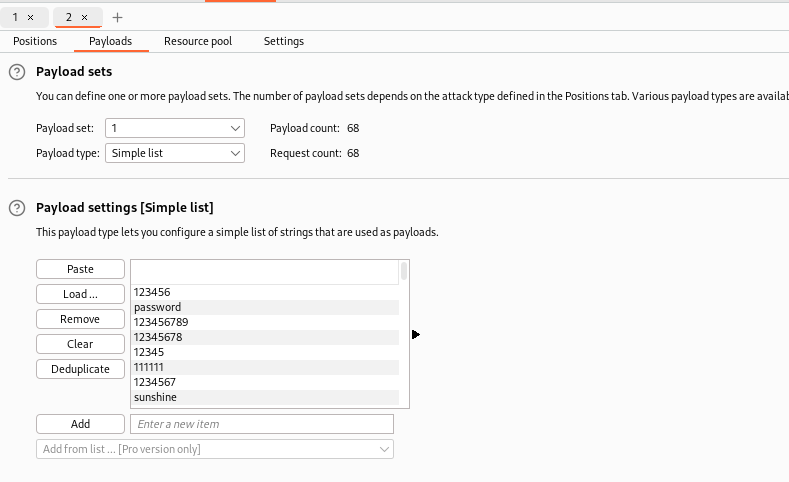 1 × 2 × +
Positions Payloads Resource pool Settings
? Payload sets
You can define one or more payload sets. The number of payload sets depends on the attack type defined in the Positions tab. Various payload types are availab
Payload set: 1 Payload count: 68
Payload type: Simple list Request count: 68
? Payload settings [Simple list]
This payload type lets you configure a simple list of strings that are used as payloads.
Paste
Load ...
Remove
Clear
Deduplicate
123456
password
123456789
12345678
12345
111111
1234567
sunshine
Add Enter a new item
Add from list ... [Pro version only]